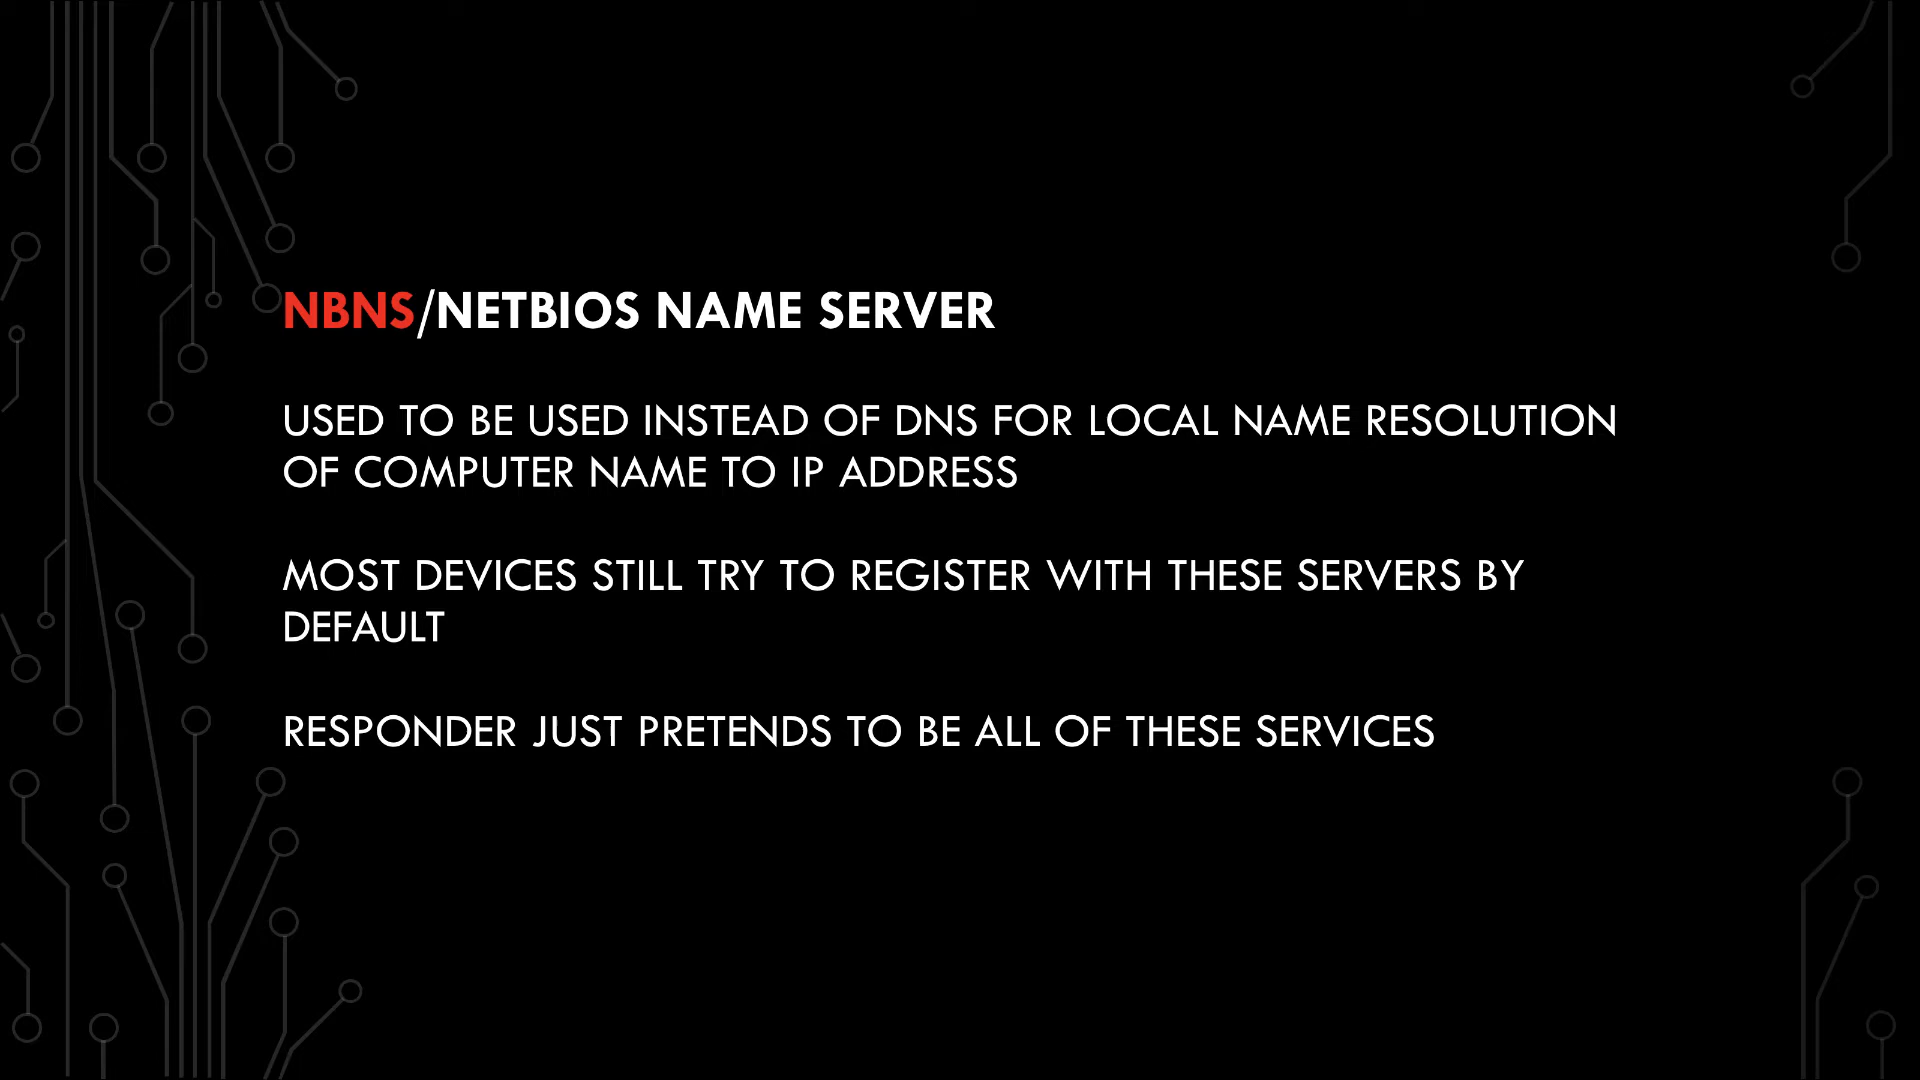 NBNS/NETBIOS NAME SERVER
USED TO BE USED INSTEAD OF DNS FOR LOCAL NAME RESOLUTION
OF COMPUTER NAME TO IP ADDRESS
MOST DEVICES STILL TRY TO REGISTER WITH THESE SERVERS BY
DEFAULT
RESPONDER JUST PRETENDS TO BE ALL OF THESE SERVICES